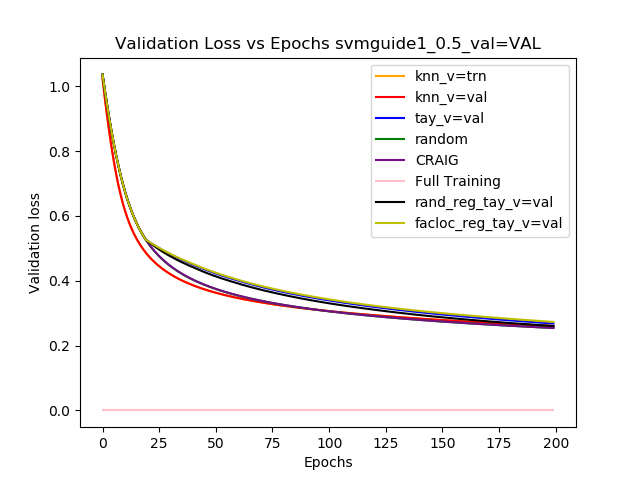 Validation Loss vs Epochs svmguide1_0.5_val=VAL
knn_v=trn
knn_v=val
tay_v=val
random
CRAIG
Full Training
rand_reg_tay_v=val
facloc_reg_tay_v=val
Validation loss
1.0
0.8
0.6
0.4
0.2
0.0
0 25 50 75 100 125 150 175 200
Epochs